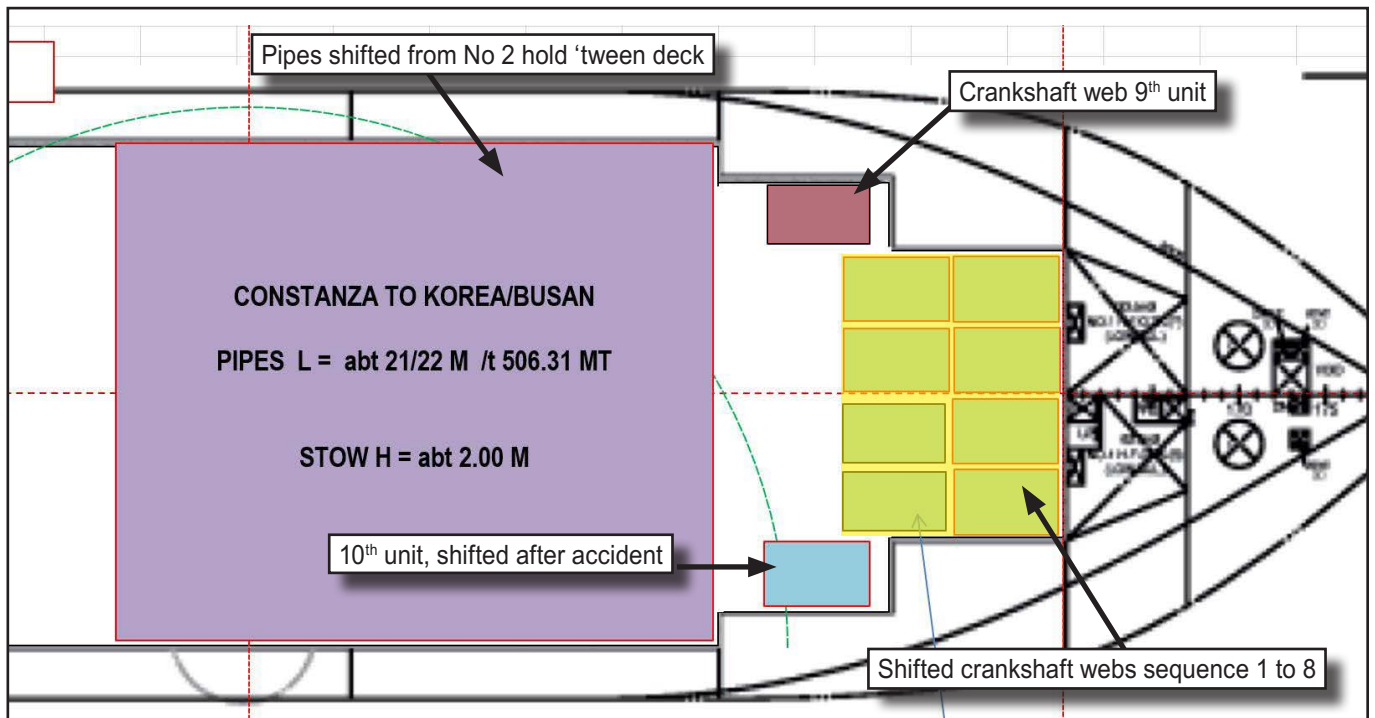 Pipes shifted from No 2 hold ‘tween deck
Crankshaft web 9th unit
CONSTANZA TO KOREA/BUSAN
PIPES L = abt 21/22 M /t 506.31 MT
STOW H = abt 2.00 M
170
175
10th unit, shifted after accident
Shifted crankshaft webs sequence 1 to 8